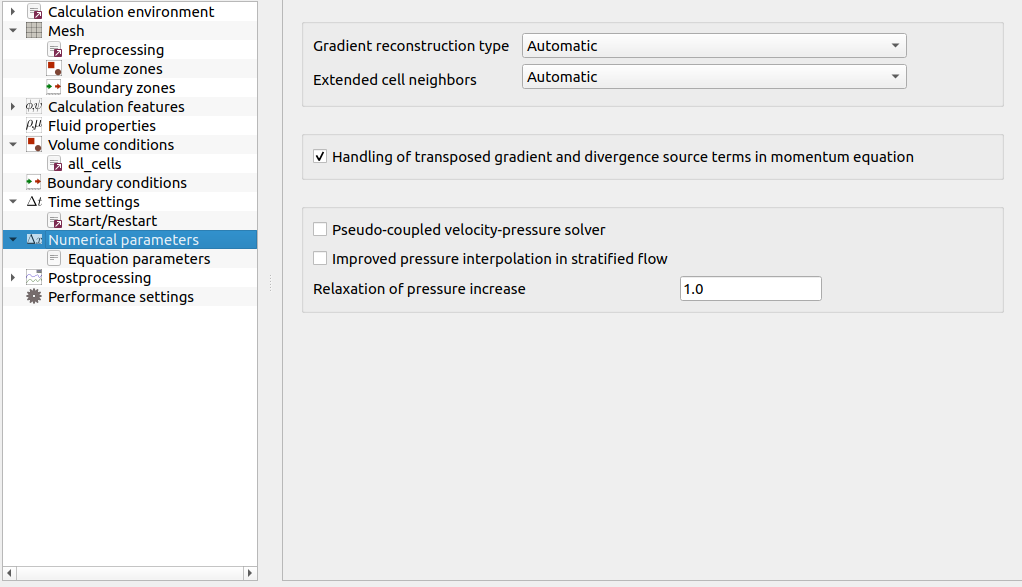 Calculation environment
Mesh
Preprocessing
Volume zones
Boundary zones
Calculation features
Fluid properties
Volume conditions
all_cells
Boundary conditions
Δt Time settings
Start/Restart
Numerical parameters
Equation parameters
Postprocessing
Performance settings
Gradient reconstruction type Automatic
Extended cell neighbors Automatic
Handling of transposed gradient and divergence source terms in momentum equation
Pseudo-coupled velocity-pressure solver
Improved pressure interpolation in stratified flow
Relaxation of pressure increase 1.0